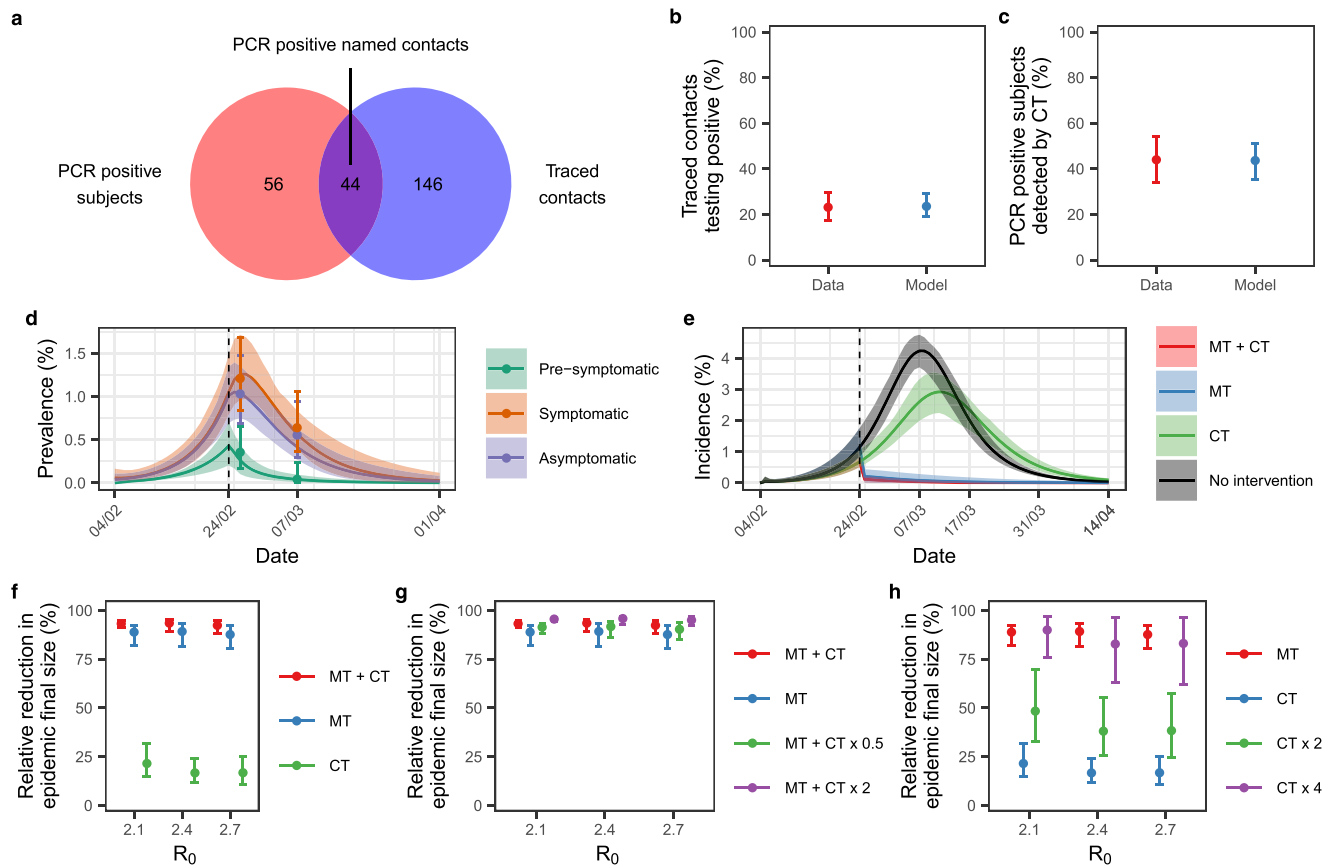 a
PCR positive named contacts
PCR positive
subjects
56
44
146
Traced
contacts
b
Traced contacts
testing positive (%)
100
80
60
40
20
0
Data
Model
c
PCR positive subjects
detected by CT (%)
100
80
60
40
20
0
Data
Model
d
Prevalence (%)
1.5
1.0
0.5
0.0
04/02
24/02
07/03
01/04
Date
Pre−symptomatic
Symptomatic
Asymptomatic
e
Incidence (%)
4
3
2
1
0
04/02
24/02
07/03
17/03
31/03
14/04
Date
MT + CT
MT
CT
No intervention
f
Relative reduction in
epidemic final size (%)
100
75
50
25
0
2.1
2.4
2.7
R0
MT + CT
MT
CT
g
Relative reduction in
epidemic final size (%)
100
75
50
25
0
2.1
2.4
2.7
R0
MT + CT
MT
MT + CT x 0.5
MT + CT x 2
h
Relative reduction in
epidemic final size (%)
100
75
50
25
0
2.1
2.4
2.7
R0
MT
CT
CT x 2
CT x 4